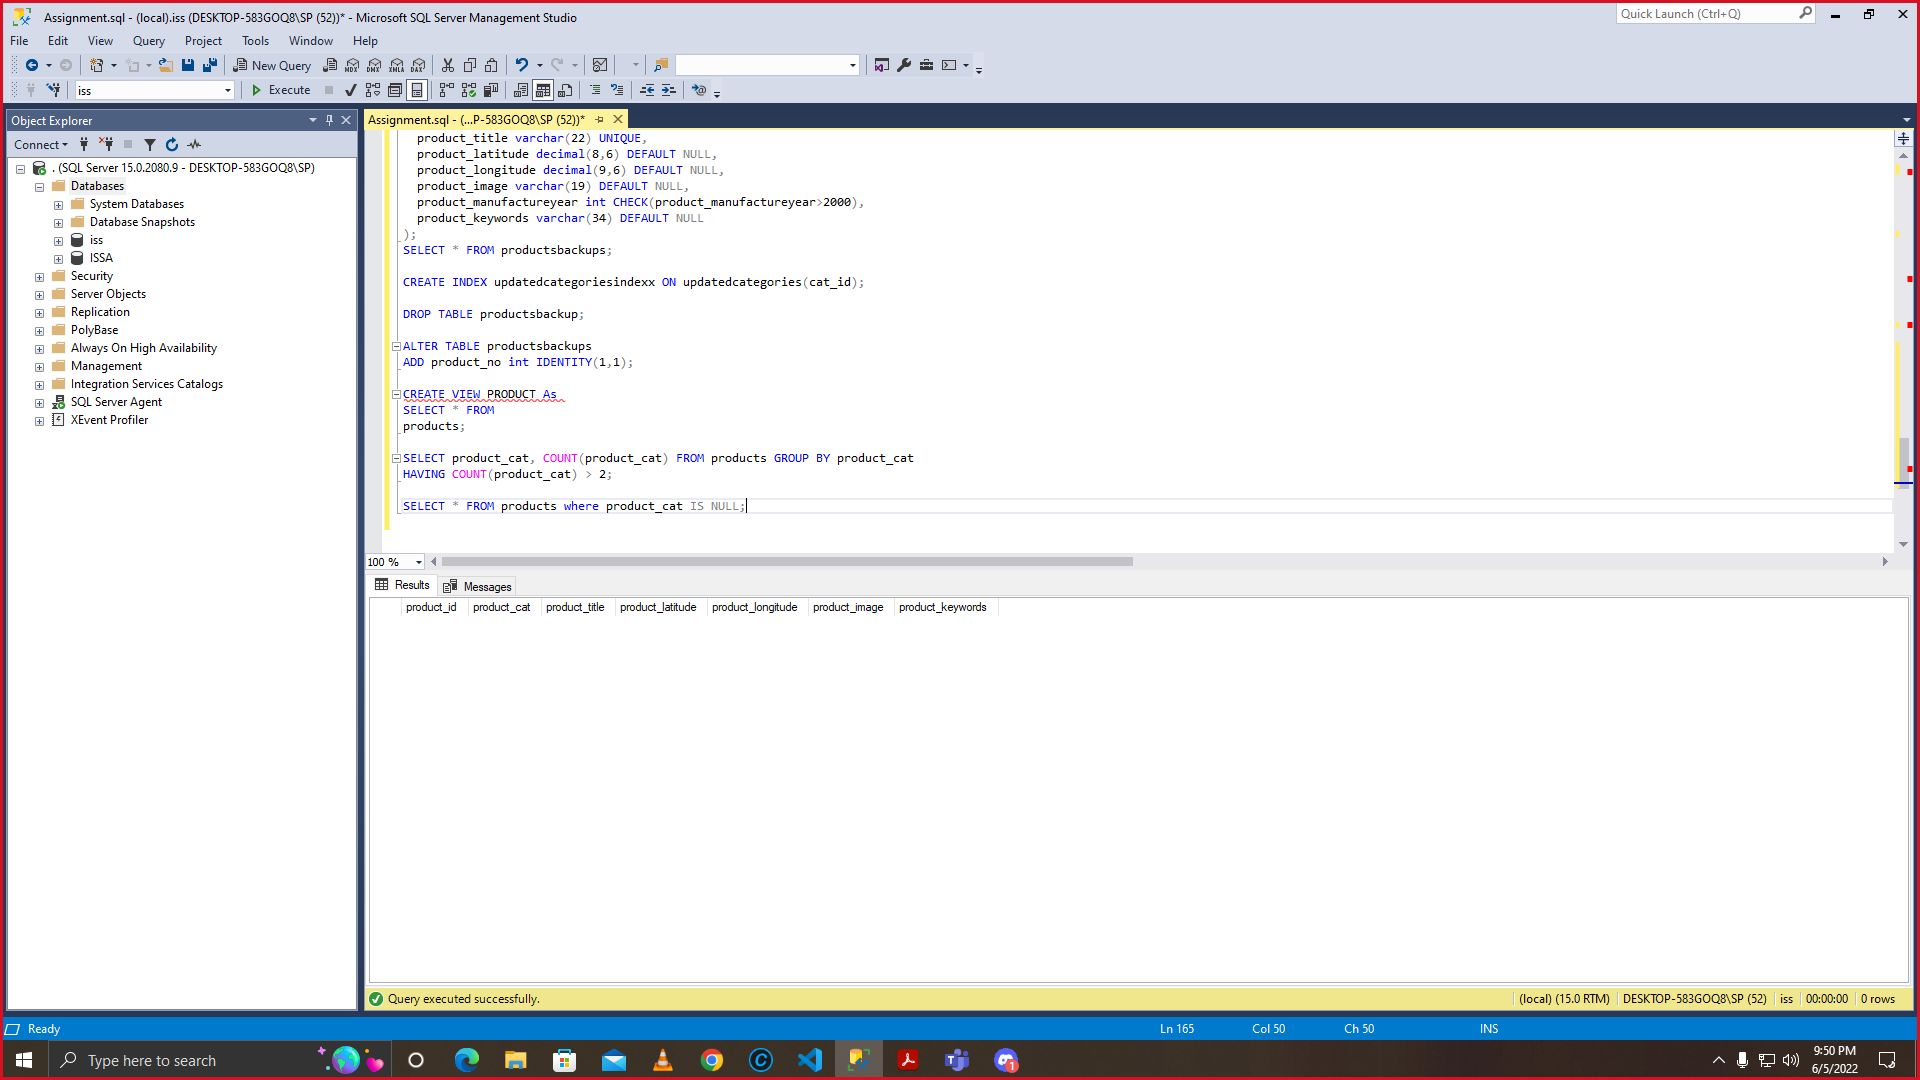 Assignment.sql - (local).iss (DESKTOP-583GOQ8\SP (52))* - Microsoft SQL Server Management Studio
Quick Launch (Ctrl+Q)
File Edit View Query Project Tools Window Help
New Query MDX DMX XMLA DAX
iss Execute
Object Explorer
Connect
. (SQL Server 15.0.2080.9 - DESKTOP-583GOQ8\SP)
Databases
System Databases
Database Snapshots
iss
ISSA
Security
Server Objects
Replication
PolyBase
Always On High Availability
Management
Integration Services Catalogs
SQL Server Agent
XEvent Profiler
Assignment.sql - (...P-583GOQ8\SP (52))*
product_title varchar(22) UNIQUE,
product_latitude decimal(8,6) DEFAULT NULL,
product_longitude decimal(9,6) DEFAULT NULL,
product_image varchar(19) DEFAULT NULL,
product_manufactureyear int CHECK(product_manufactureyear>2000),
product_keywords varchar(34) DEFAULT NULL
);
SELECT * FROM productsbackups;
CREATE INDEX updatedcategoriesindexx ON updatedcategories(cat_id);
DROP TABLE productsbackup;
ALTER TABLE productsbackups
ADD product_no int IDENTITY(1,1);
CREATE VIEW PRODUCT As
SELECT * FROM
products;
SELECT product_cat, COUNT(product_cat) FROM products GROUP BY product_cat
HAVING COUNT(product_cat) > 2;
SELECT * FROM products where product_cat IS NULL;
100 %
Results Messages
product_id product_cat product_title product_latitude product_longitude product_image product_keywords
Query executed successfully.
(local) (15.0 RTM) DESKTOP-583GOQ8\SP (52) iss 00:00:00 0 rows
Ready
Ln 165 Col 50 Ch 50 INS
Type here to search
1
9:50 PM
6/5/2022